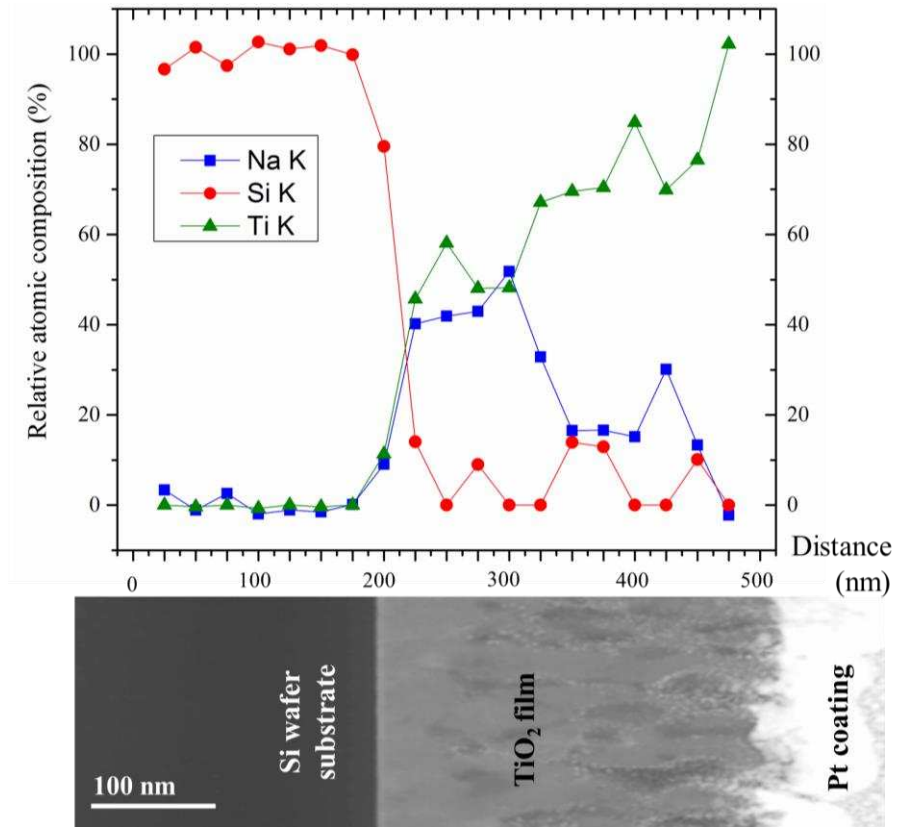 Relative atomic composition (%)
100
80
60
40
20
0
Na K
Si K
Ti K
100
80
60
40
20
0
0 100 200 300 400 500
Distance
(nm)
Si wafer
substrate
TiO₂ film
Pt coating
100 nm